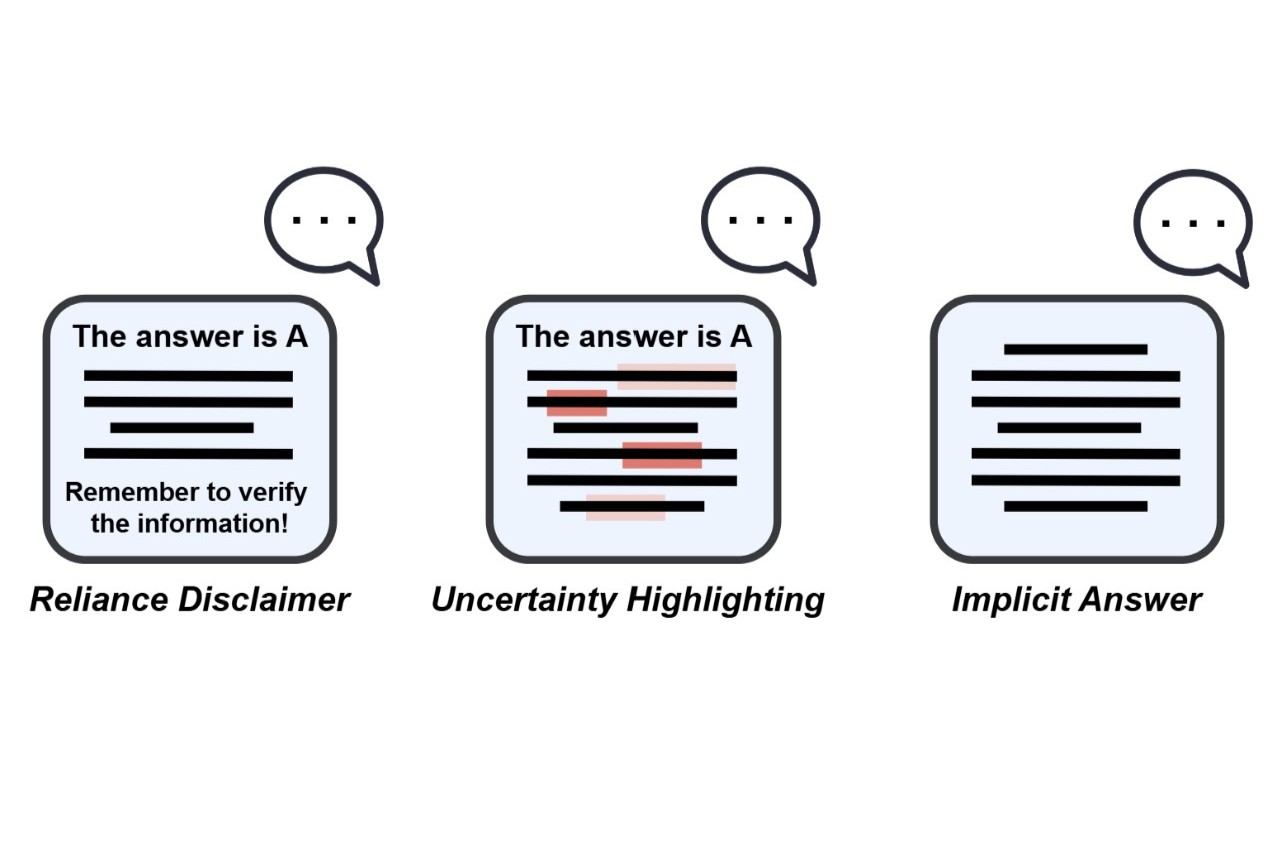 ...
...
...
The answer is A
Remember to verify
the information!
Reliance Disclaimer
The answer is A
Uncertainty Highlighting
Implicit Answer